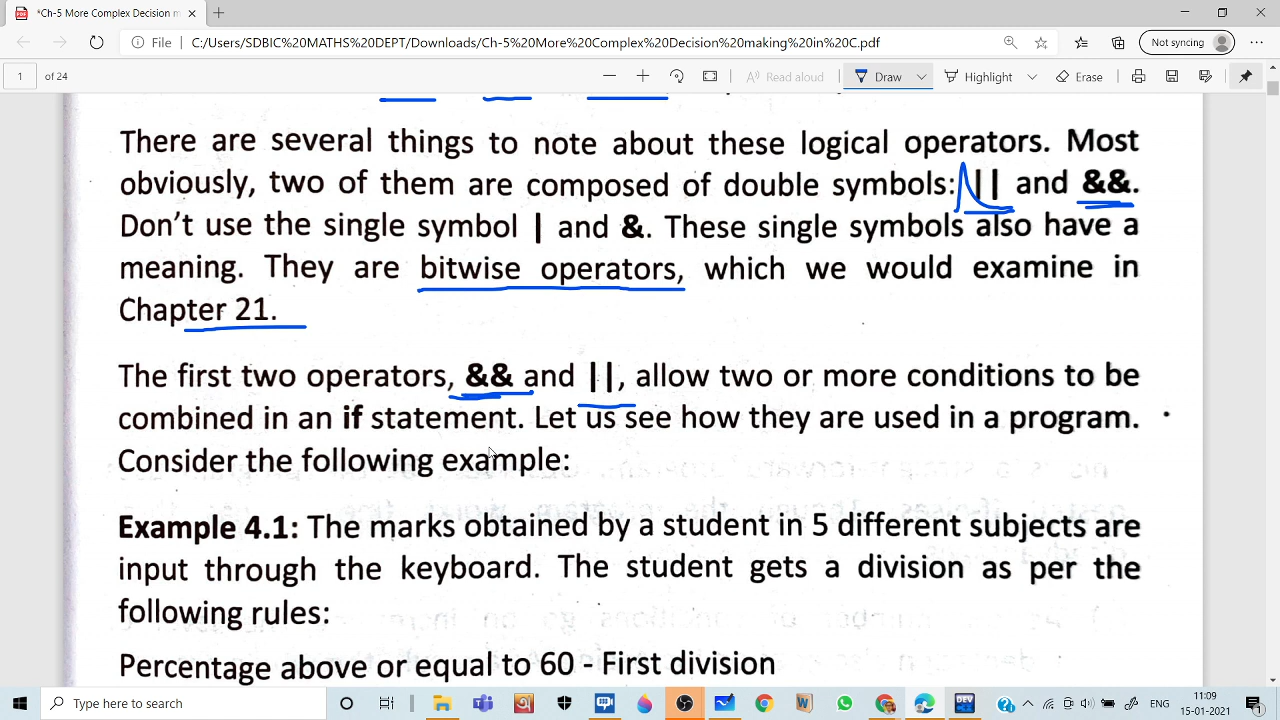 *Ch-5 More Complex Decision m
File
C:/Users/SDBIC%20MATHS%20DEPT/Downloads/Ch-5%20More%20Complex%20Decision%20making%20in%20C.pdf
Not syncing
1 of 24
Read aloud
Draw
Highlight
Erase
There are several things to note about these logical operators. Most
obviously, two of them are composed of double symbols: || and &&.
Don't use the single symbol | and &. These single symbols also have a
meaning. They are bitwise operators, which we would examine in
Chapter 21.
The first two operators, && and ||, allow two or more conditions to be
combined in an if statement. Let us see how they are used in a program.
Consider the following example:
Example 4.1: The marks obtained by a student in 5 different subjects are
input through the keyboard. The student gets a division as per the
following rules:
Percentage above or equal to 60 - First division
Type here to search
DEV
ENG
11:09
15-01-2021